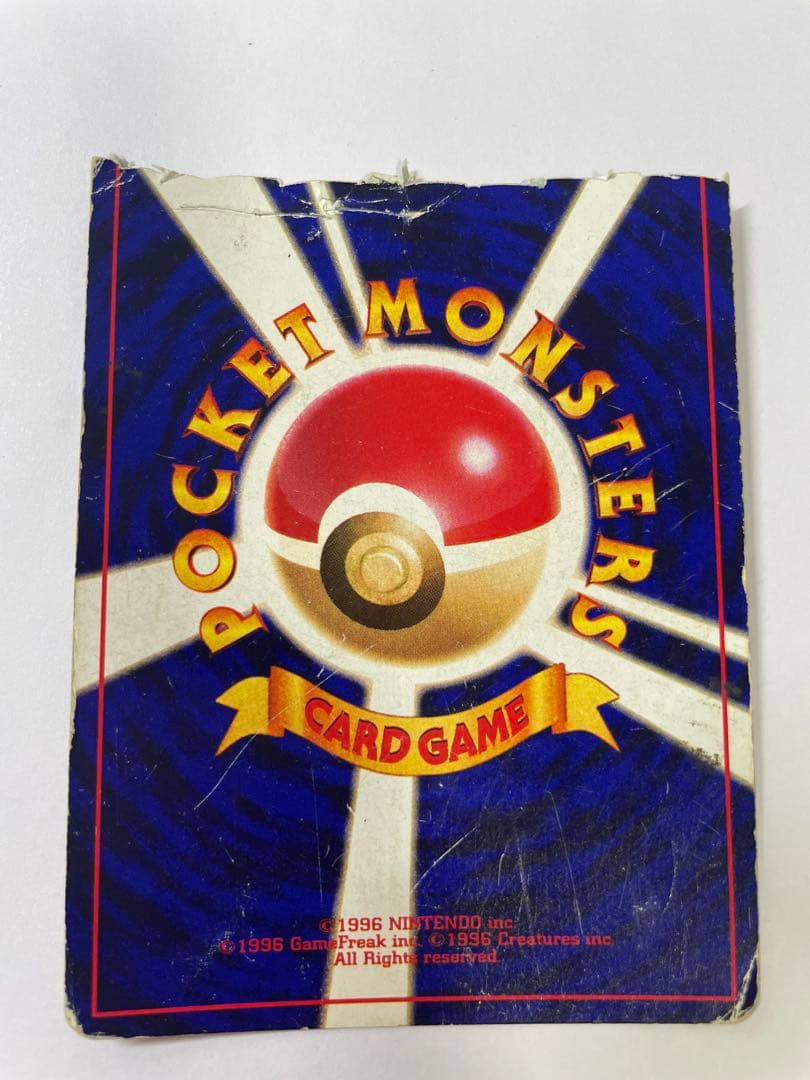 POCKET MONSTERS
CARD GAME
©1996 NINTENDO inc
©1996 GameFreak inc. ©1996 Creatures inc
All Rights reserved